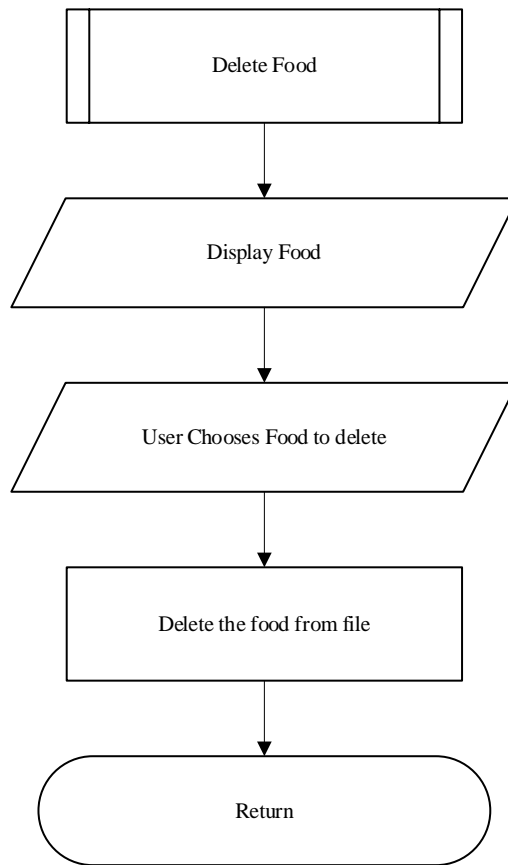 Delete Food
Display Food
User Chooses Food to delete
Delete the food from file
Return